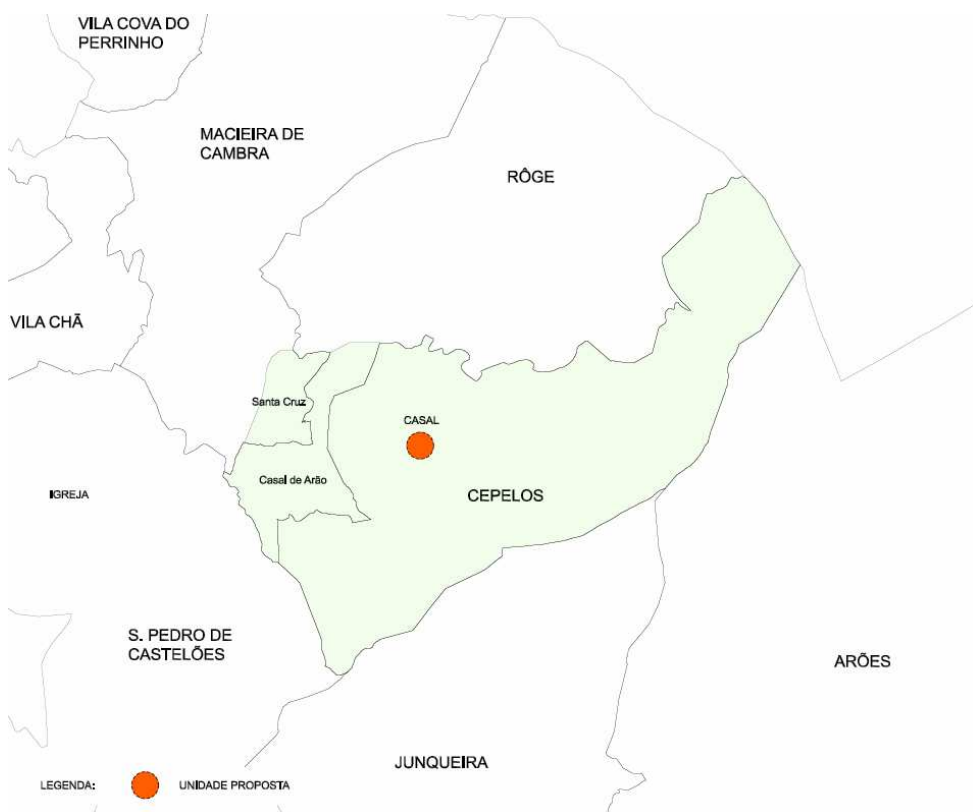 VILA COVA DO
PERRINHO
MACIEIRA DE
CAMBRA
RÔGE
VILA CHÃ
Santa Cruz
CASAL
Casal de Arão
IGREJA
CEPELOS
S. PEDRO DE
CASTELÕES
ARÕES
JUNQUEIRA
LEGENDA:
UNIDADE PROPOSTA